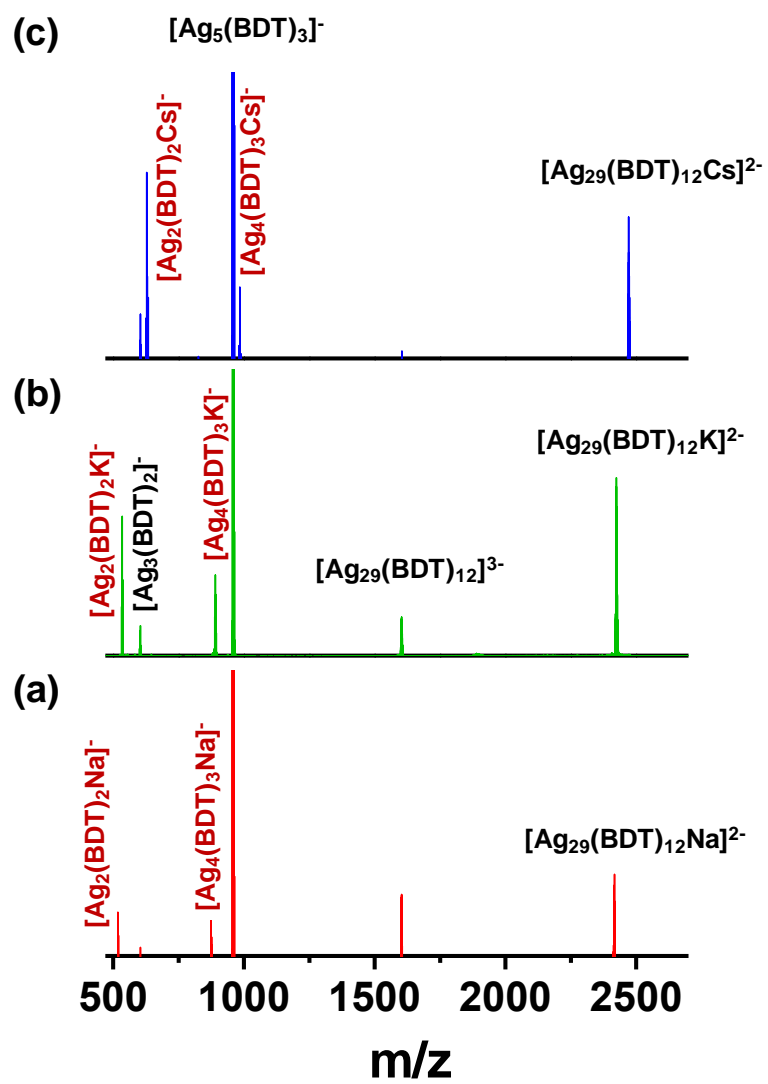 (c)
[Ag₅(BDT)₃]⁻
[Ag₂(BDT)₂Cs]⁻
[Ag₄(BDT)₃Cs]⁻
[Ag₂₉(BDT)₁₂Cs]²⁻
(b)
[Ag₂(BDT)₂K]⁻
[Ag₃(BDT)₂]⁻
[Ag₄(BDT)₃K]⁻
[Ag₂₉(BDT)₁₂]³⁻
[Ag₂₉(BDT)₁₂K]²⁻
(a)
[Ag₂(BDT)₂Na]⁻
[Ag₄(BDT)₃Na]⁻
[Ag₂₉(BDT)₁₂Na]²⁻
500 1000 1500 2000 2500
m/z